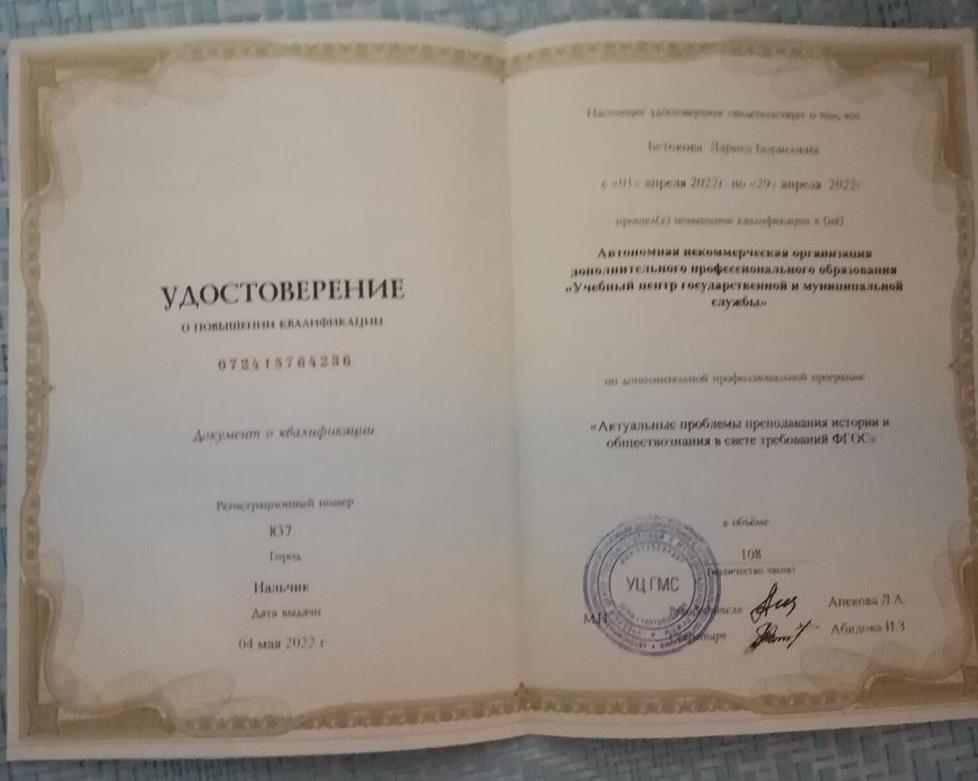 УДОСТОВЕРЕНИЕ
О ПОВЫШЕНИИ КВАЛИФИКАЦИИ
072415764236
Документ о квалификации
Регистрационный номер
837
Город
Нальчик
Дата выдачи
04 мая 2022 г
Настоящее удостоверение свидетельствует о том, что
Лариса Борисовна
с «01» апреля 2022г. по «29» апреля 2022г
прошел(а) повышение квалификации в (на)
Автономная некоммерческая организация
дополнительного профессионального образования
«Учебный центр государственной и муниципальной
службы»
по дополнительной профессиональной программе
«Актуальные проблемы преподавания истории и
обществознания в свете требований ФГОС»
в объёме
108
(количество часов)
УЦ ГМС
М.П.
Руководитель
Апекова Л.А.
Секретарь
Абидова И.З